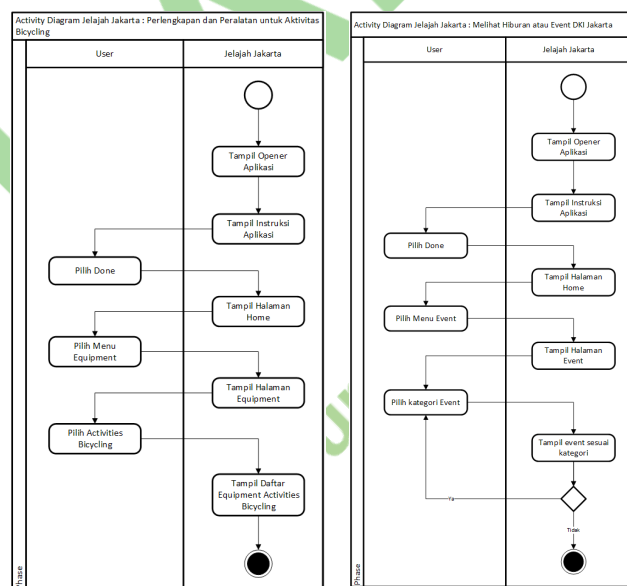 Activity Diagram Jelajah Jakarta : Perlengkapan dan Peralatan untuk Aktivitas
Bicycling
User
Jelajah Jakarta
Tampil Opener
Aplikasi
Tampil Instruksi
Aplikasi
Pilih Done
Tampil Halaman
Home
Pilih Menu
Equipment
Tampil Halaman
Equipment
Pilih Activities
Bicycling
Tampil Daftar
Equipment Activities
Bicycling
Phase
Activity Diagram Jelajah Jakarta : Melihat Hiburan atau Event DKI Jakarta
User
Jelajah Jakarta
Tampil Opener
Aplikasi
Tampil Instruksi
Aplikasi
Pilih Done
Tampil Halaman
Home
Pilih Menu Event
Tampil Halaman
Event
Pilih kategori Event
Tampil event sesuai
kategori
Ya
Tidak
Phase